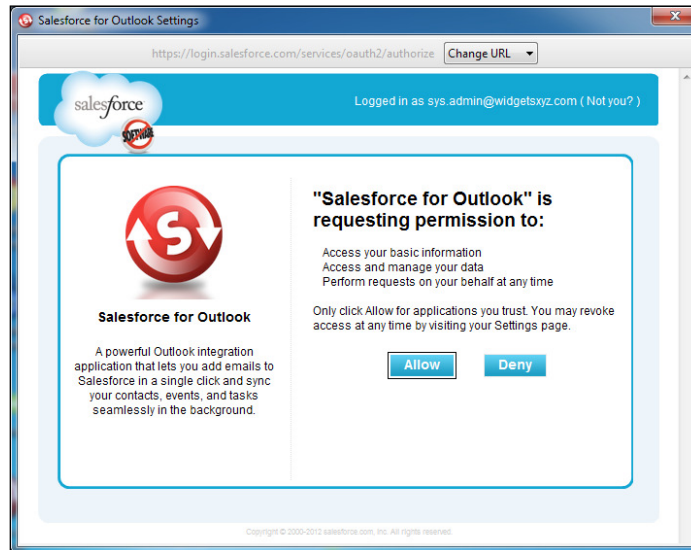 Salesforce for Outlook Settings
https://login.salesforce.com/services/oauth2/authorize Change URL
salesforce
SOFTWARE
Logged in as sys.admin@widgetsxyz.com ( Not you? )
S
Salesforce for Outlook
A powerful Outlook integration
application that lets you add emails to
Salesforce in a single click and sync
your contacts, events, and tasks
seamlessly in the background.
"Salesforce for Outlook" is
requesting permission to:
Access your basic information
Access and manage your data
Perform requests on your behalf at any time
Only click Allow for applications you trust. You may revoke
access at any time by visiting your Settings page.
Allow Deny
Copyright © 2000-2012 salesforce.com, inc. All rights reserved